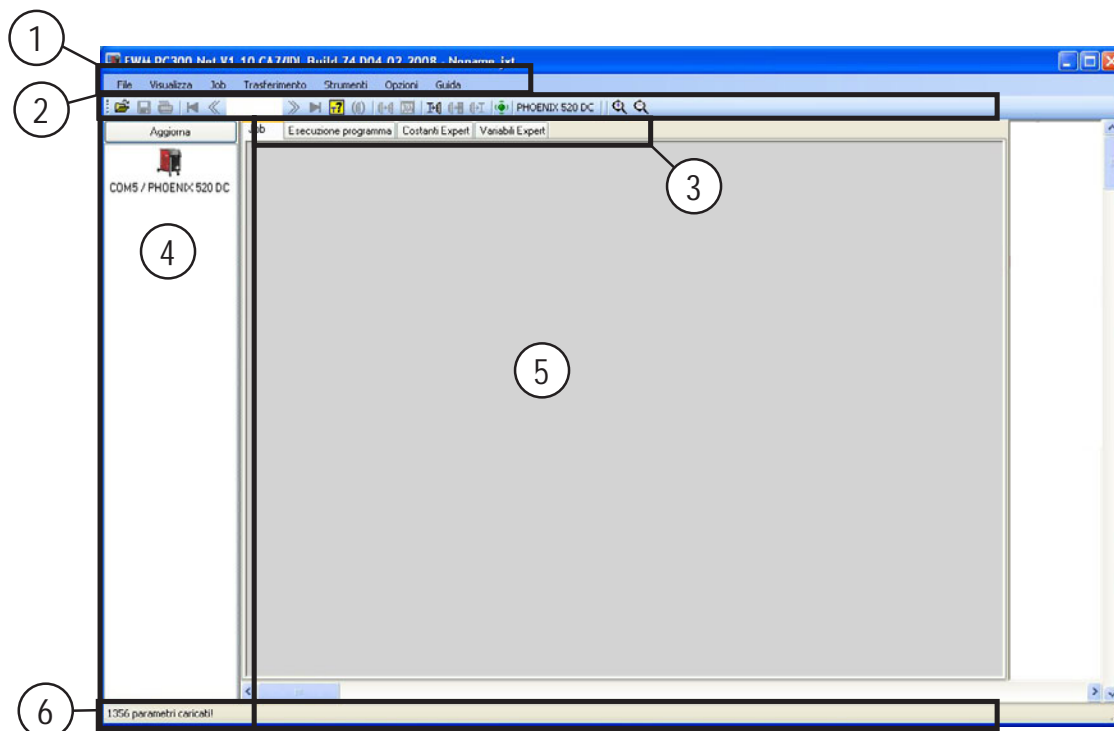 1
EWM PC300.Net V1.10 CA7/IDL Build 74 D04.02.2008 - Noname.jxt
2
File Visualizza Job Trasferimento Strumenti Opzioni Guida
PHOENIX 520 DC
Aggiorna
Job Esecuzione programma Costanti Expert Variabili Expert
3
COM5 / PHOENIX 520 DC
4
5
6
1356 parametri caricati!